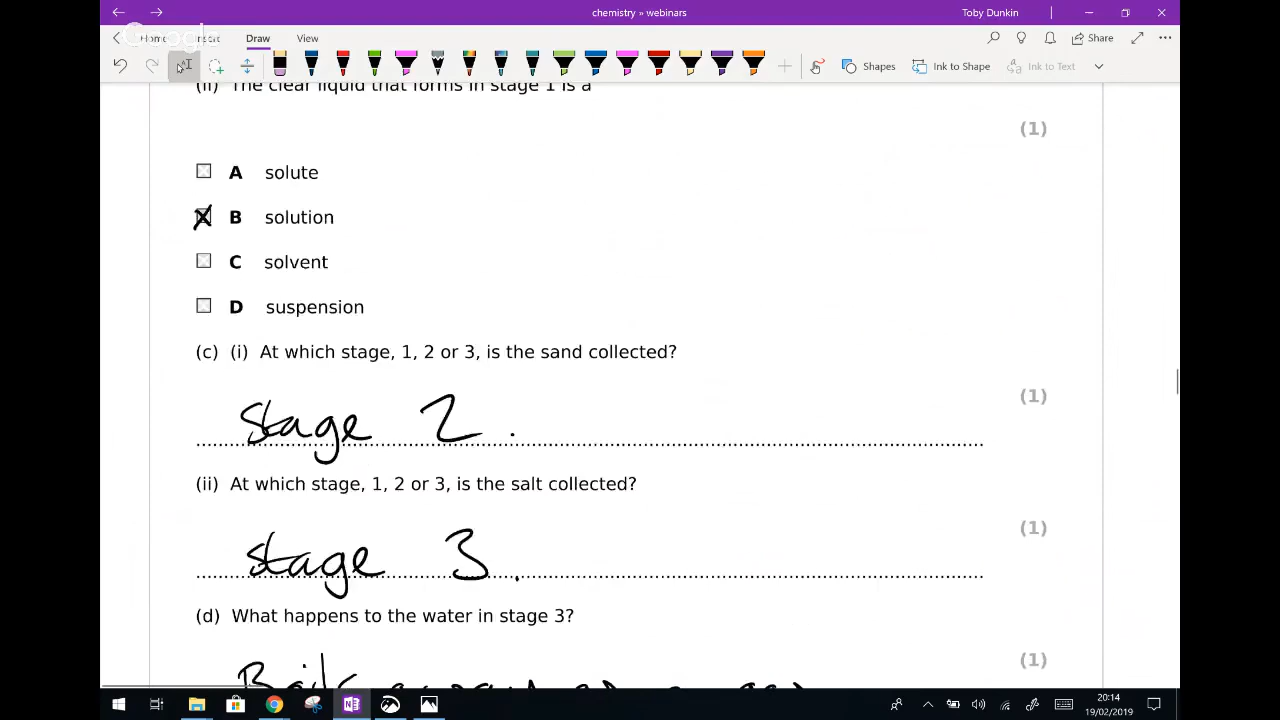 chemistry » webinars
Toby Dunkin
Home Insert Draw View
Share
Shapes Ink to Shape Ink to Text
(ii) The clear liquid that forms in stage 1 is a
(1)
A solute
B solution
C solvent
D suspension
(c) (i) At which stage, 1, 2 or 3, is the sand collected?
(1)
stage 2.
(ii) At which stage, 1, 2 or 3, is the salt collected?
(1)
stage 3.
(d) What happens to the water in stage 3?
(1)
Boils
20:14
19/02/2019